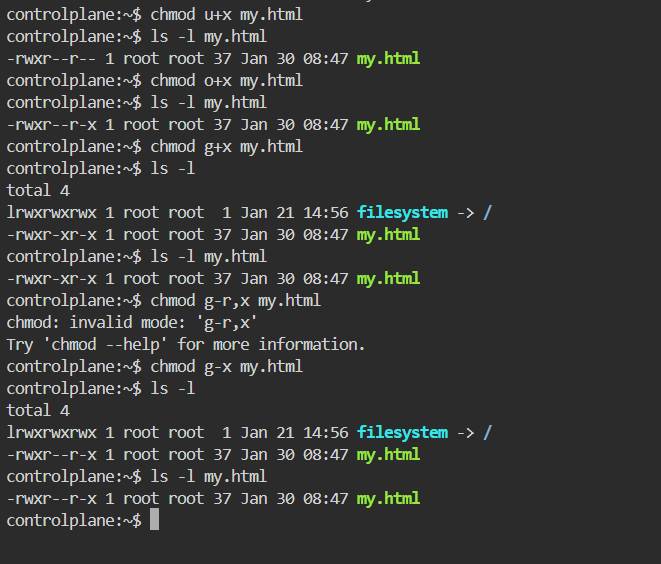 controlplane:~$ chmod u+x my.html
controlplane:~$ ls -l my.html
-rwxr--r-- 1 root root 37 Jan 30 08:47 my.html
controlplane:~$ chmod o+x my.html
controlplane:~$ ls -l my.html
-rwxr--r-x 1 root root 37 Jan 30 08:47 my.html
controlplane:~$ chmod g+x my.html
controlplane:~$ ls -l
total 4
lrwxrwxrwx 1 root root  1 Jan 21 14:56 filesystem -> /
-rwxr-xr-x 1 root root 37 Jan 30 08:47 my.html
controlplane:~$ ls -l my.html
-rwxr-xr-x 1 root root 37 Jan 30 08:47 my.html
controlplane:~$ chmod g-r,x my.html
chmod: invalid mode: 'g-r,x'
Try 'chmod --help' for more information.
controlplane:~$ chmod g-x my.html
controlplane:~$ ls -l
total 4
lrwxrwxrwx 1 root root  1 Jan 21 14:56 filesystem -> /
-rwxr--r-x 1 root root 37 Jan 30 08:47 my.html
controlplane:~$ ls -l my.html
-rwxr--r-x 1 root root 37 Jan 30 08:47 my.html
controlplane:~$